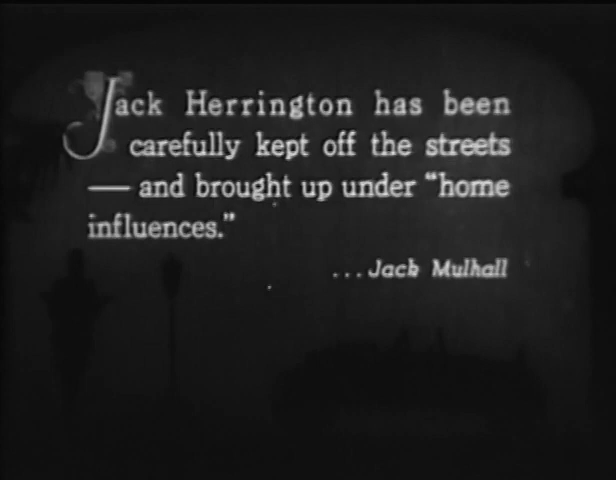 Jack Herrington has been
carefully kept off the streets
— and brought up under "home
influences."
...Jack Mulhall